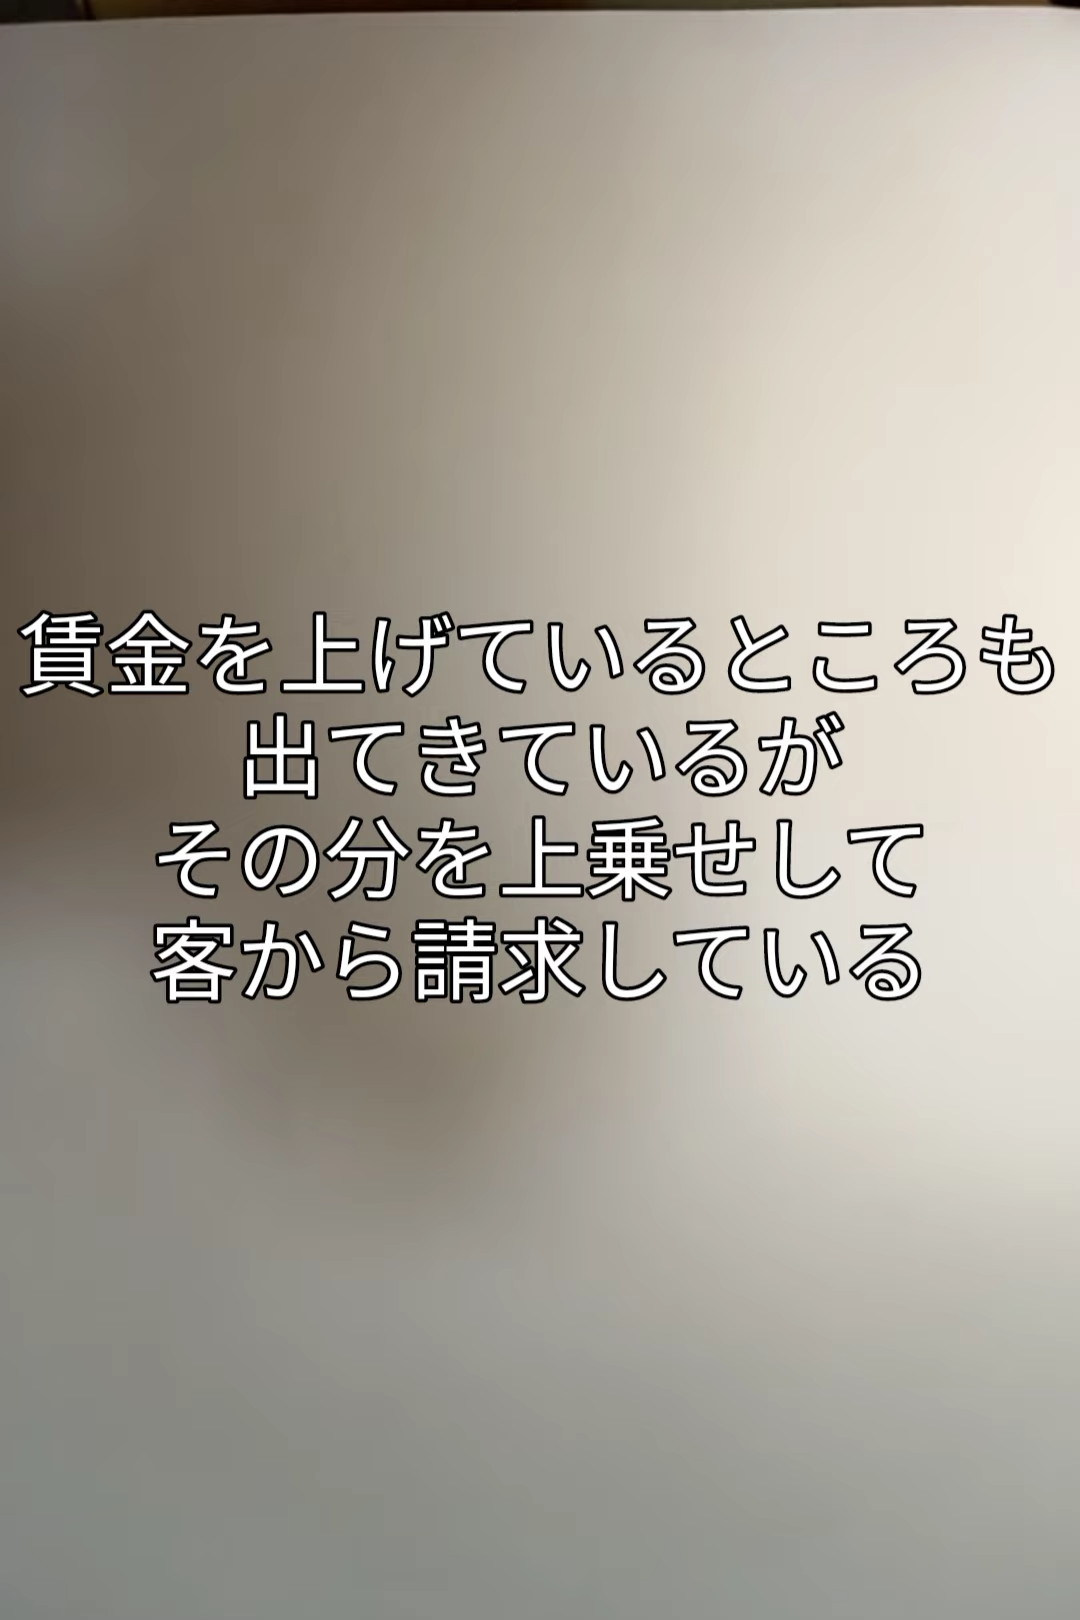 賃金を上げているところも
出てきているが
その分を上乗せして
客から請求している